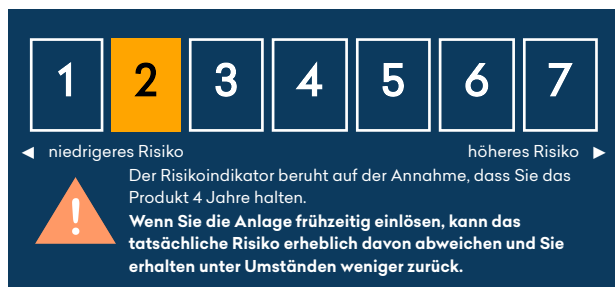 1 2 3 4 5 6 7
◄ niedrigeres Risiko höheres Risiko ►
Der Risikoindikator beruht auf der Annahme, dass Sie das
Produkt 4 Jahre halten.
Wenn Sie die Anlage frühzeitig einlösen, kann das
tatsächliche Risiko erheblich davon abweichen und Sie
erhalten unter Umständen weniger zurück.
!